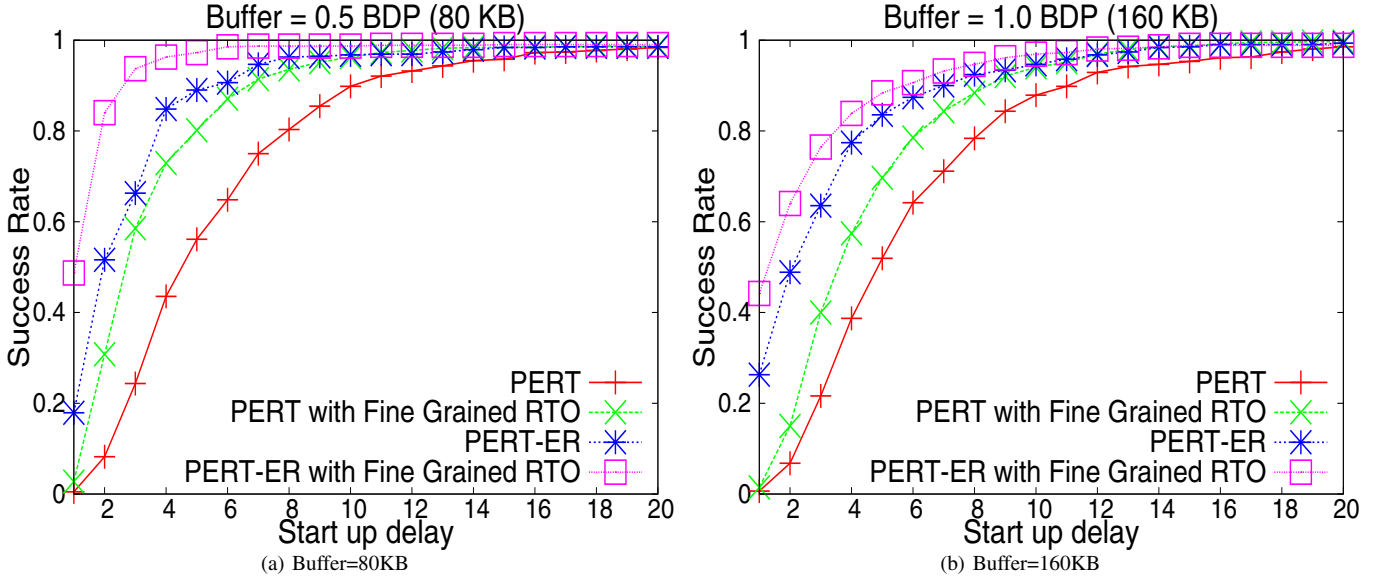 Buffer = 0.5 BDP (80 KB)
Success Rate
1
0.8
0.6
0.4
0.2
0
PERT
PERT with Fine Grained RTO
PERT-ER
PERT-ER with Fine Grained RTO
2 4 6 8 10 12 14 16 18 20
Start up delay
(a) Buffer=80KB
Buffer = 1.0 BDP (160 KB)
Success Rate
1
0.8
0.6
0.4
0.2
0
PERT
PERT with Fine Grained RTO
PERT-ER
PERT-ER with Fine Grained RTO
2 4 6 8 10 12 14 16 18 20
Start up delay
(b) Buffer=160KB